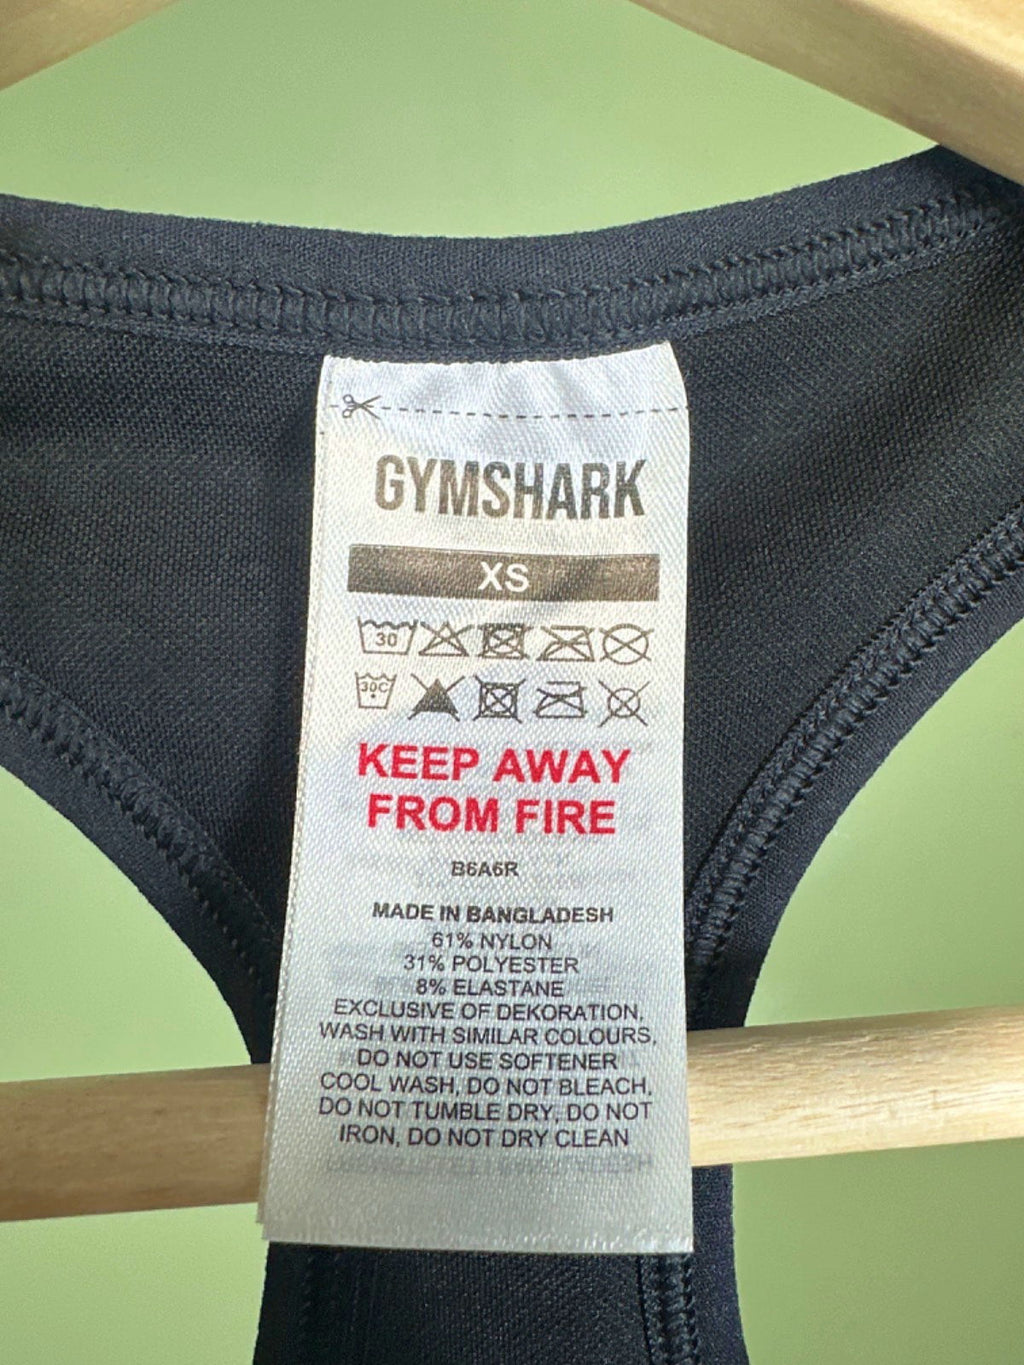 GYMSHARK
XS
30
30C
KEEP AWAY
FROM FIRE
B6A6R
MADE IN BANGLADESH
61% NYLON
31% POLYESTER
8% ELASTANE
EXCLUSIVE OF DEKORATION,
WASH WITH SIMILAR COLOURS,
DO NOT USE SOFTENER
COOL WASH, DO NOT BLEACH,
DO NOT TUMBLE DRY, DO NOT
IRON, DO NOT DRY CLEAN